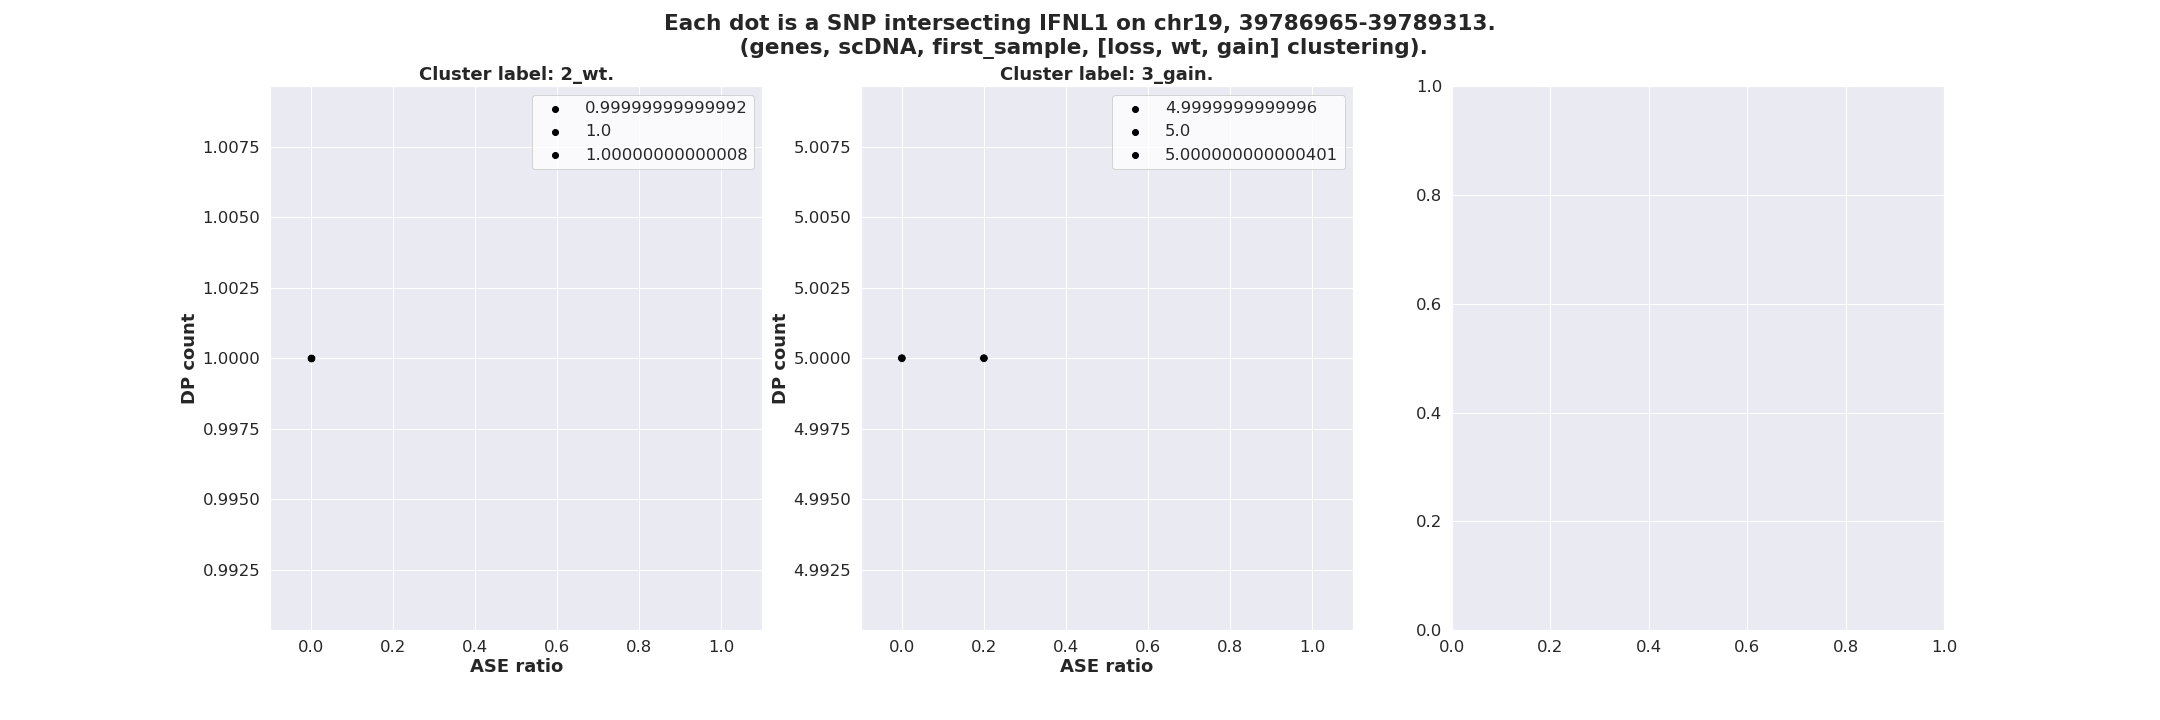 Each dot is a SNP intersecting IFNL1 on chr19, 39786965-39789313.
(genes, scDNA, first_sample, [loss, wt, gain] clustering).
Cluster label: 2_wt.
0.99999999999992
1.0
1.00000000000008
1.0075
1.0050
1.0025
1.0000
0.9975
0.9950
0.9925
DP count
0.0 0.2 0.4 0.6 0.8 1.0
ASE ratio
Cluster label: 3_gain.
4.9999999999996
5.0
5.000000000000401
5.0075
5.0050
5.0025
5.0000
4.9975
4.9950
4.9925
DP count
0.0 0.2 0.4 0.6 0.8 1.0
ASE ratio
1.0
0.8
0.6
0.4
0.2
0.0
0.0 0.2 0.4 0.6 0.8 1.0